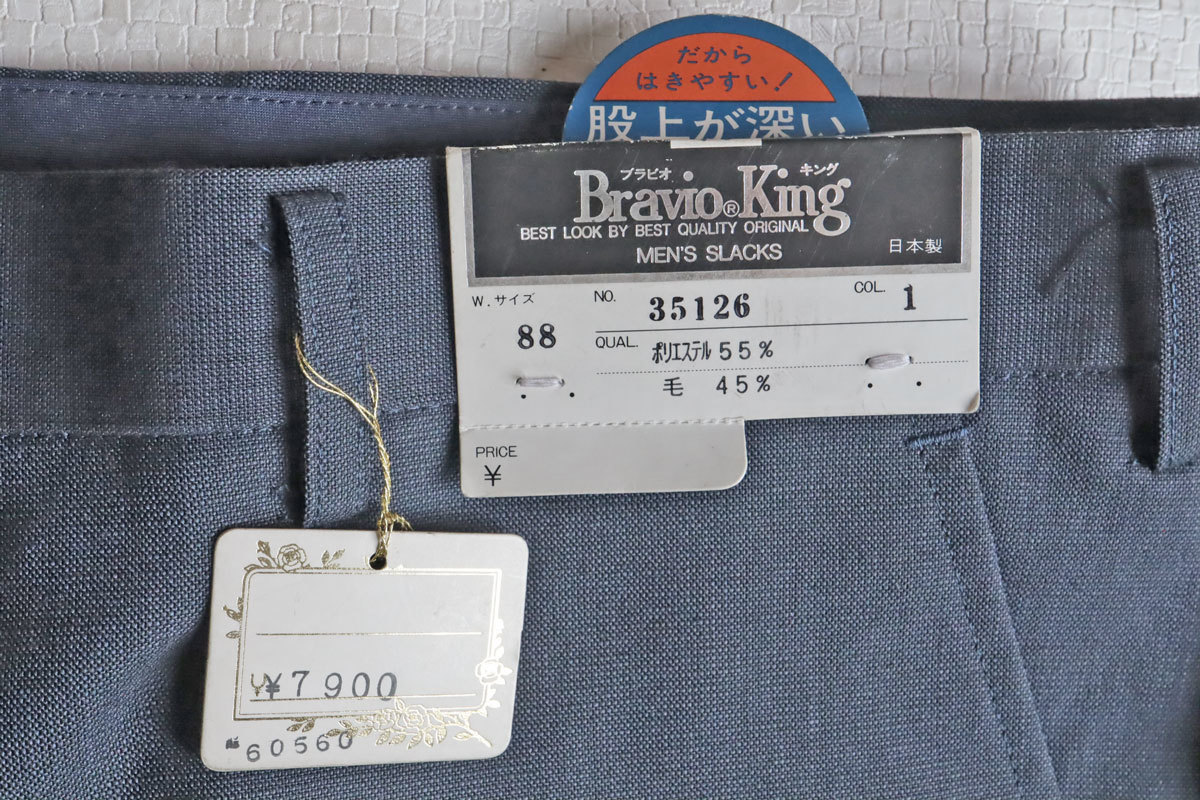 だから
はきやすい!
股上が深い
ブラビオ キング
Bravio®King
BEST LOOK BY BEST QUALITY ORIGINAL
MEN'S SLACKS
日本製
W.サイズ 88
NO. 35126
COL. 1
QUAL. ポリエステル 55%
毛 45%
PRICE
¥
¥7900
60560